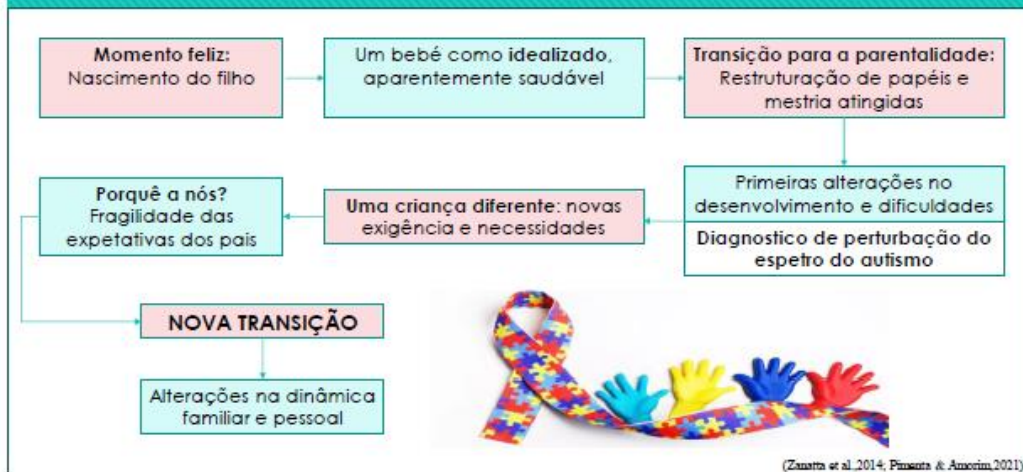 Momento feliz:
Nascimento do filho
Um bebé como idealizado,
aparentemente saudável
Transição para a parentalidade:
Restruturação de papéis e
mestria atingidas
Primeiras alterações no
desenvolvimento e dificuldades
Diagnostico de perturbação do
espetro do autismo
Uma criança diferente: novas
exigência e necessidades
Porquê a nós?
Fragilidade das
expetativas dos pais
NOVA TRANSIÇÃO
Alterações na dinâmica
familiar e pessoal
(Zanatta et al.,2014; Pimenta & Amorim,2021)